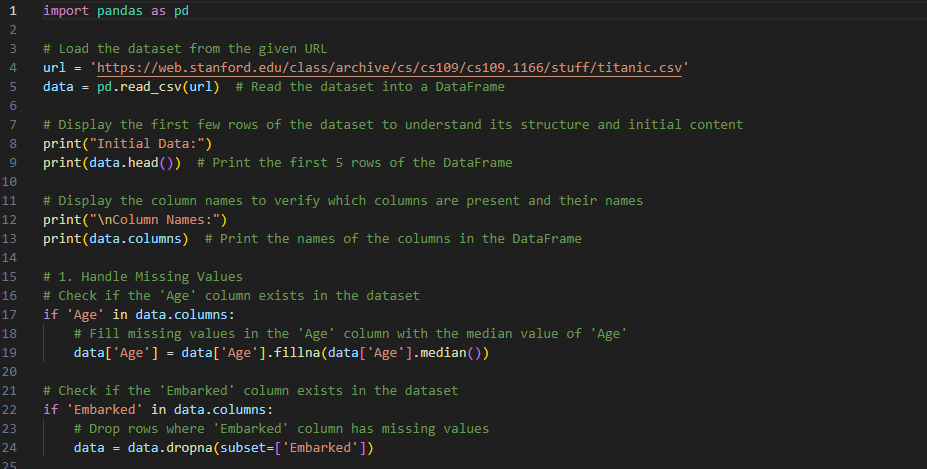 1 import pandas as pd
2
3 # Load the dataset from the given URL
4 url = 'https://web.stanford.edu/class/archive/cs/cs109/cs109.1166/stuff/titanic.csv'
5 data = pd.read_csv(url)  # Read the dataset into a DataFrame
6
7 # Display the first few rows of the dataset to understand its structure and initial content
8 print("Initial Data:")
9 print(data.head())  # Print the first 5 rows of the DataFrame
10
11 # Display the column names to verify which columns are present and their names
12 print("\nColumn Names:")
13 print(data.columns)  # Print the names of the columns in the DataFrame
14
15 # 1. Handle Missing Values
16 # Check if the 'Age' column exists in the dataset
17 if 'Age' in data.columns:
18     # Fill missing values in the 'Age' column with the median value of 'Age'
19     data['Age'] = data['Age'].fillna(data['Age'].median())
20
21 # Check if the 'Embarked' column exists in the dataset
22 if 'Embarked' in data.columns:
23     # Drop rows where 'Embarked' column has missing values
24     data = data.dropna(subset=['Embarked'])
25